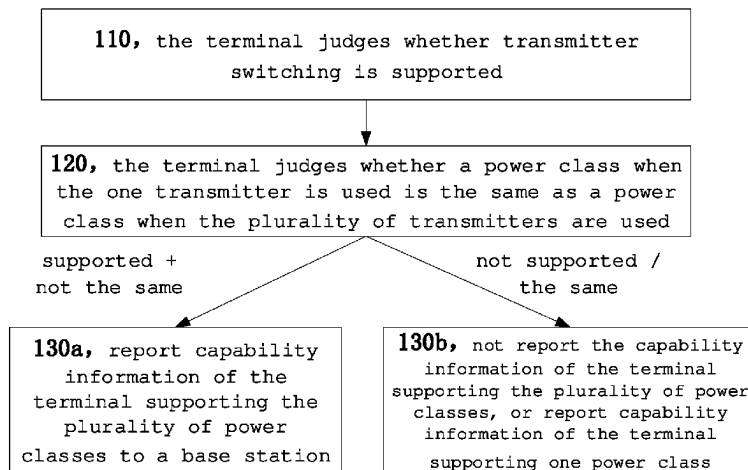 110, the terminal judges whether transmitter
switching is supported
120, the terminal judges whether a power class when
the one transmitter is used is the same as a power
class when the plurality of transmitters are used
supported +
not the same
not supported /
the same
130a, report capability
information of the
terminal supporting the
plurality of power
classes to a base station
130b, not report the capability
information of the terminal
supporting the plurality of power
classes, or report capability
information of the terminal
supporting one power class